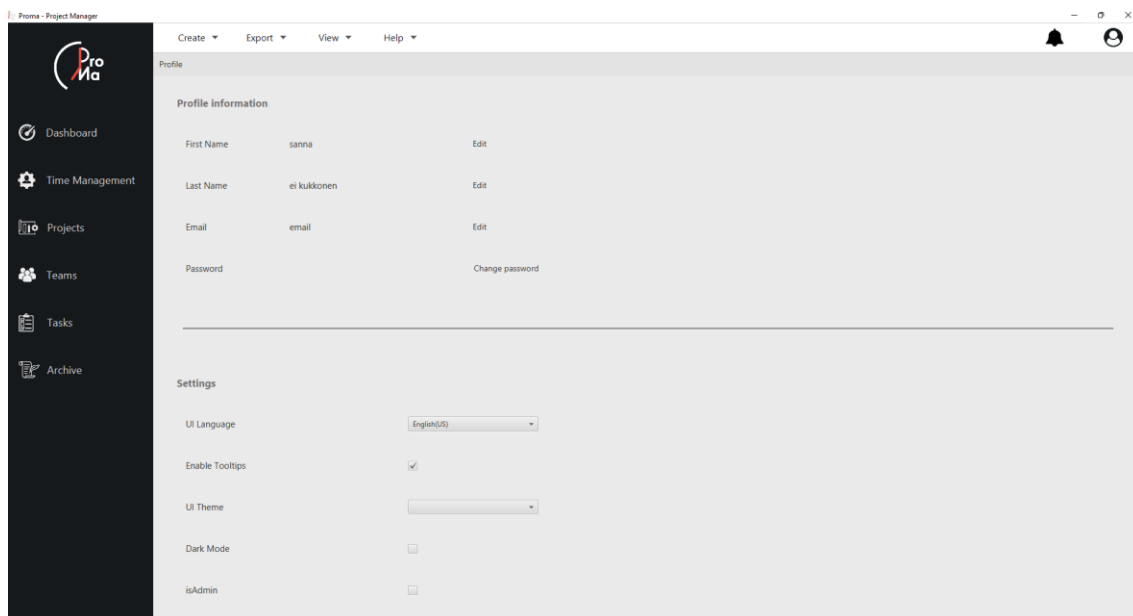 Proma - Project Manager
Pro
Ma
Create Export View Help
Profile
Dashboard
Time Management
Projects
Teams
Tasks
Archive
Profile information
First Name sanna Edit
Last Name ei kukkonen Edit
Email email Edit
Password Change password
Settings
UI Language English(US)
Enable Tooltips
UI Theme
Dark Mode
isAdmin